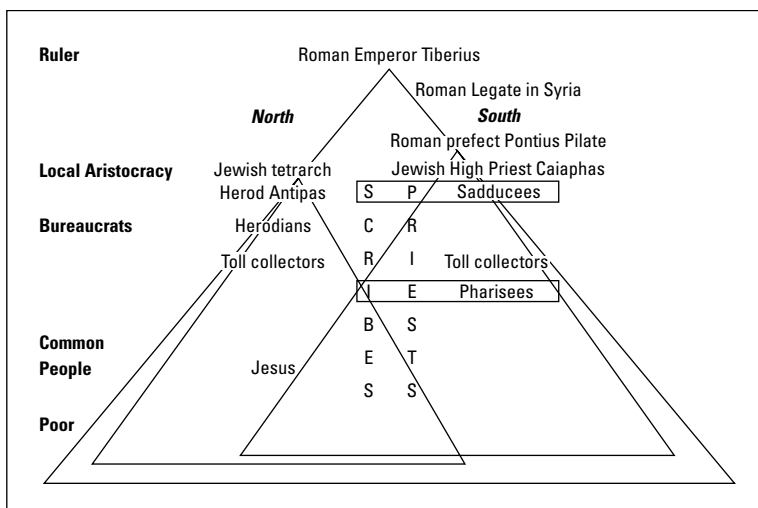 Ruler Roman Emperor Tiberius
Roman Legate in Syria
North South
Roman prefect Pontius Pilate
Local Aristocracy Jewish tetrarch Jewish High Priest Caiaphas
Herod Antipas S P Sadducees
Bureaucrats Herodians C R
Toll collectors R I Toll collectors
I E Pharisees
B S
Common
People Jesus E T
S S
Poor